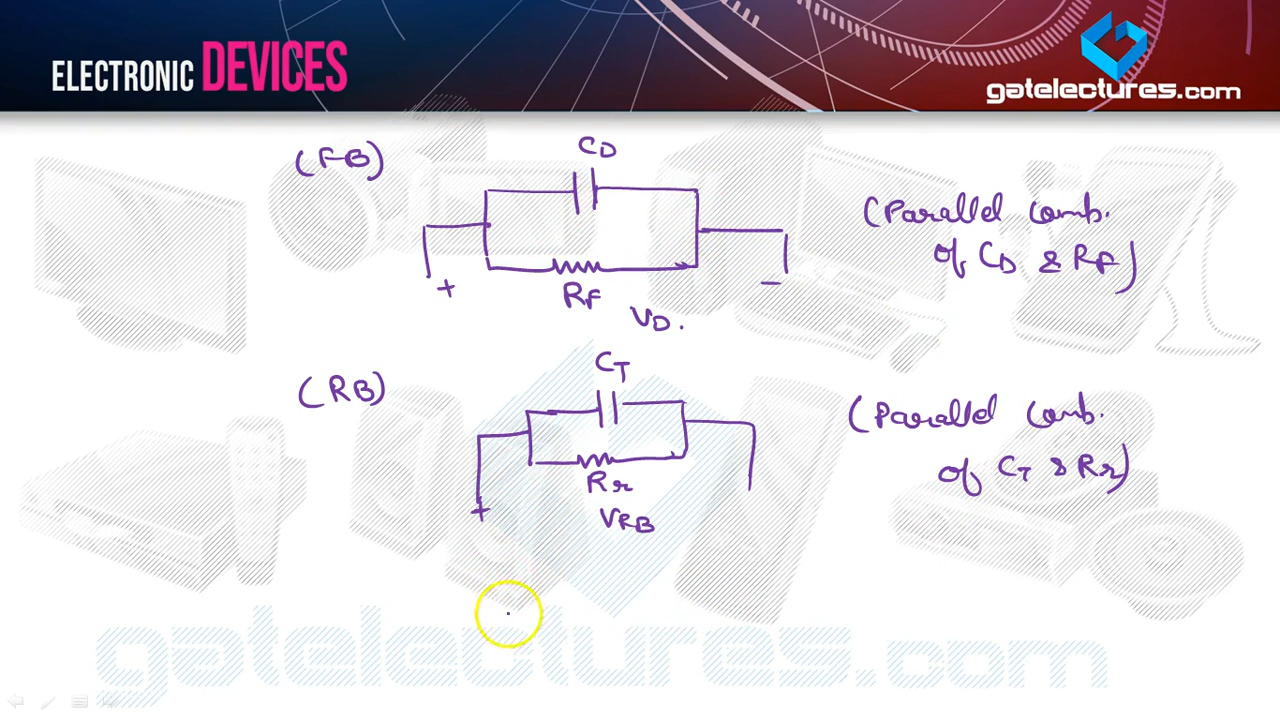 ELECTRONIC DEVICES
gatelectures.com
(FB)
CD
(Parallel Comb.
of CD & RF)
+
−
RF
VD.
(RB)
CT
(Parallel Comb.
of CT & Rr)
Rr
+
VRB
gatelectures.com